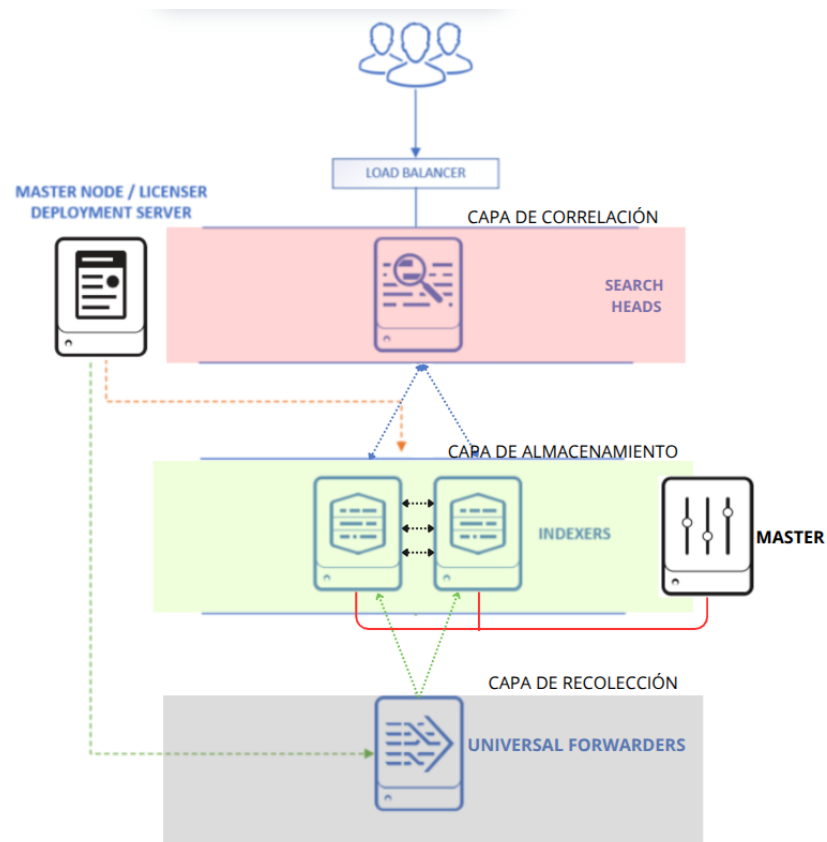 LOAD BALANCER
MASTER NODE / LICENSER
DEPLOYMENT SERVER
CAPA DE CORRELACIÓN
SEARCH
HEADS
CAPA DE ALMACENAMIENTO
INDEXERS
MASTER
CAPA DE RECOLECCIÓN
UNIVERSAL FORWARDERS